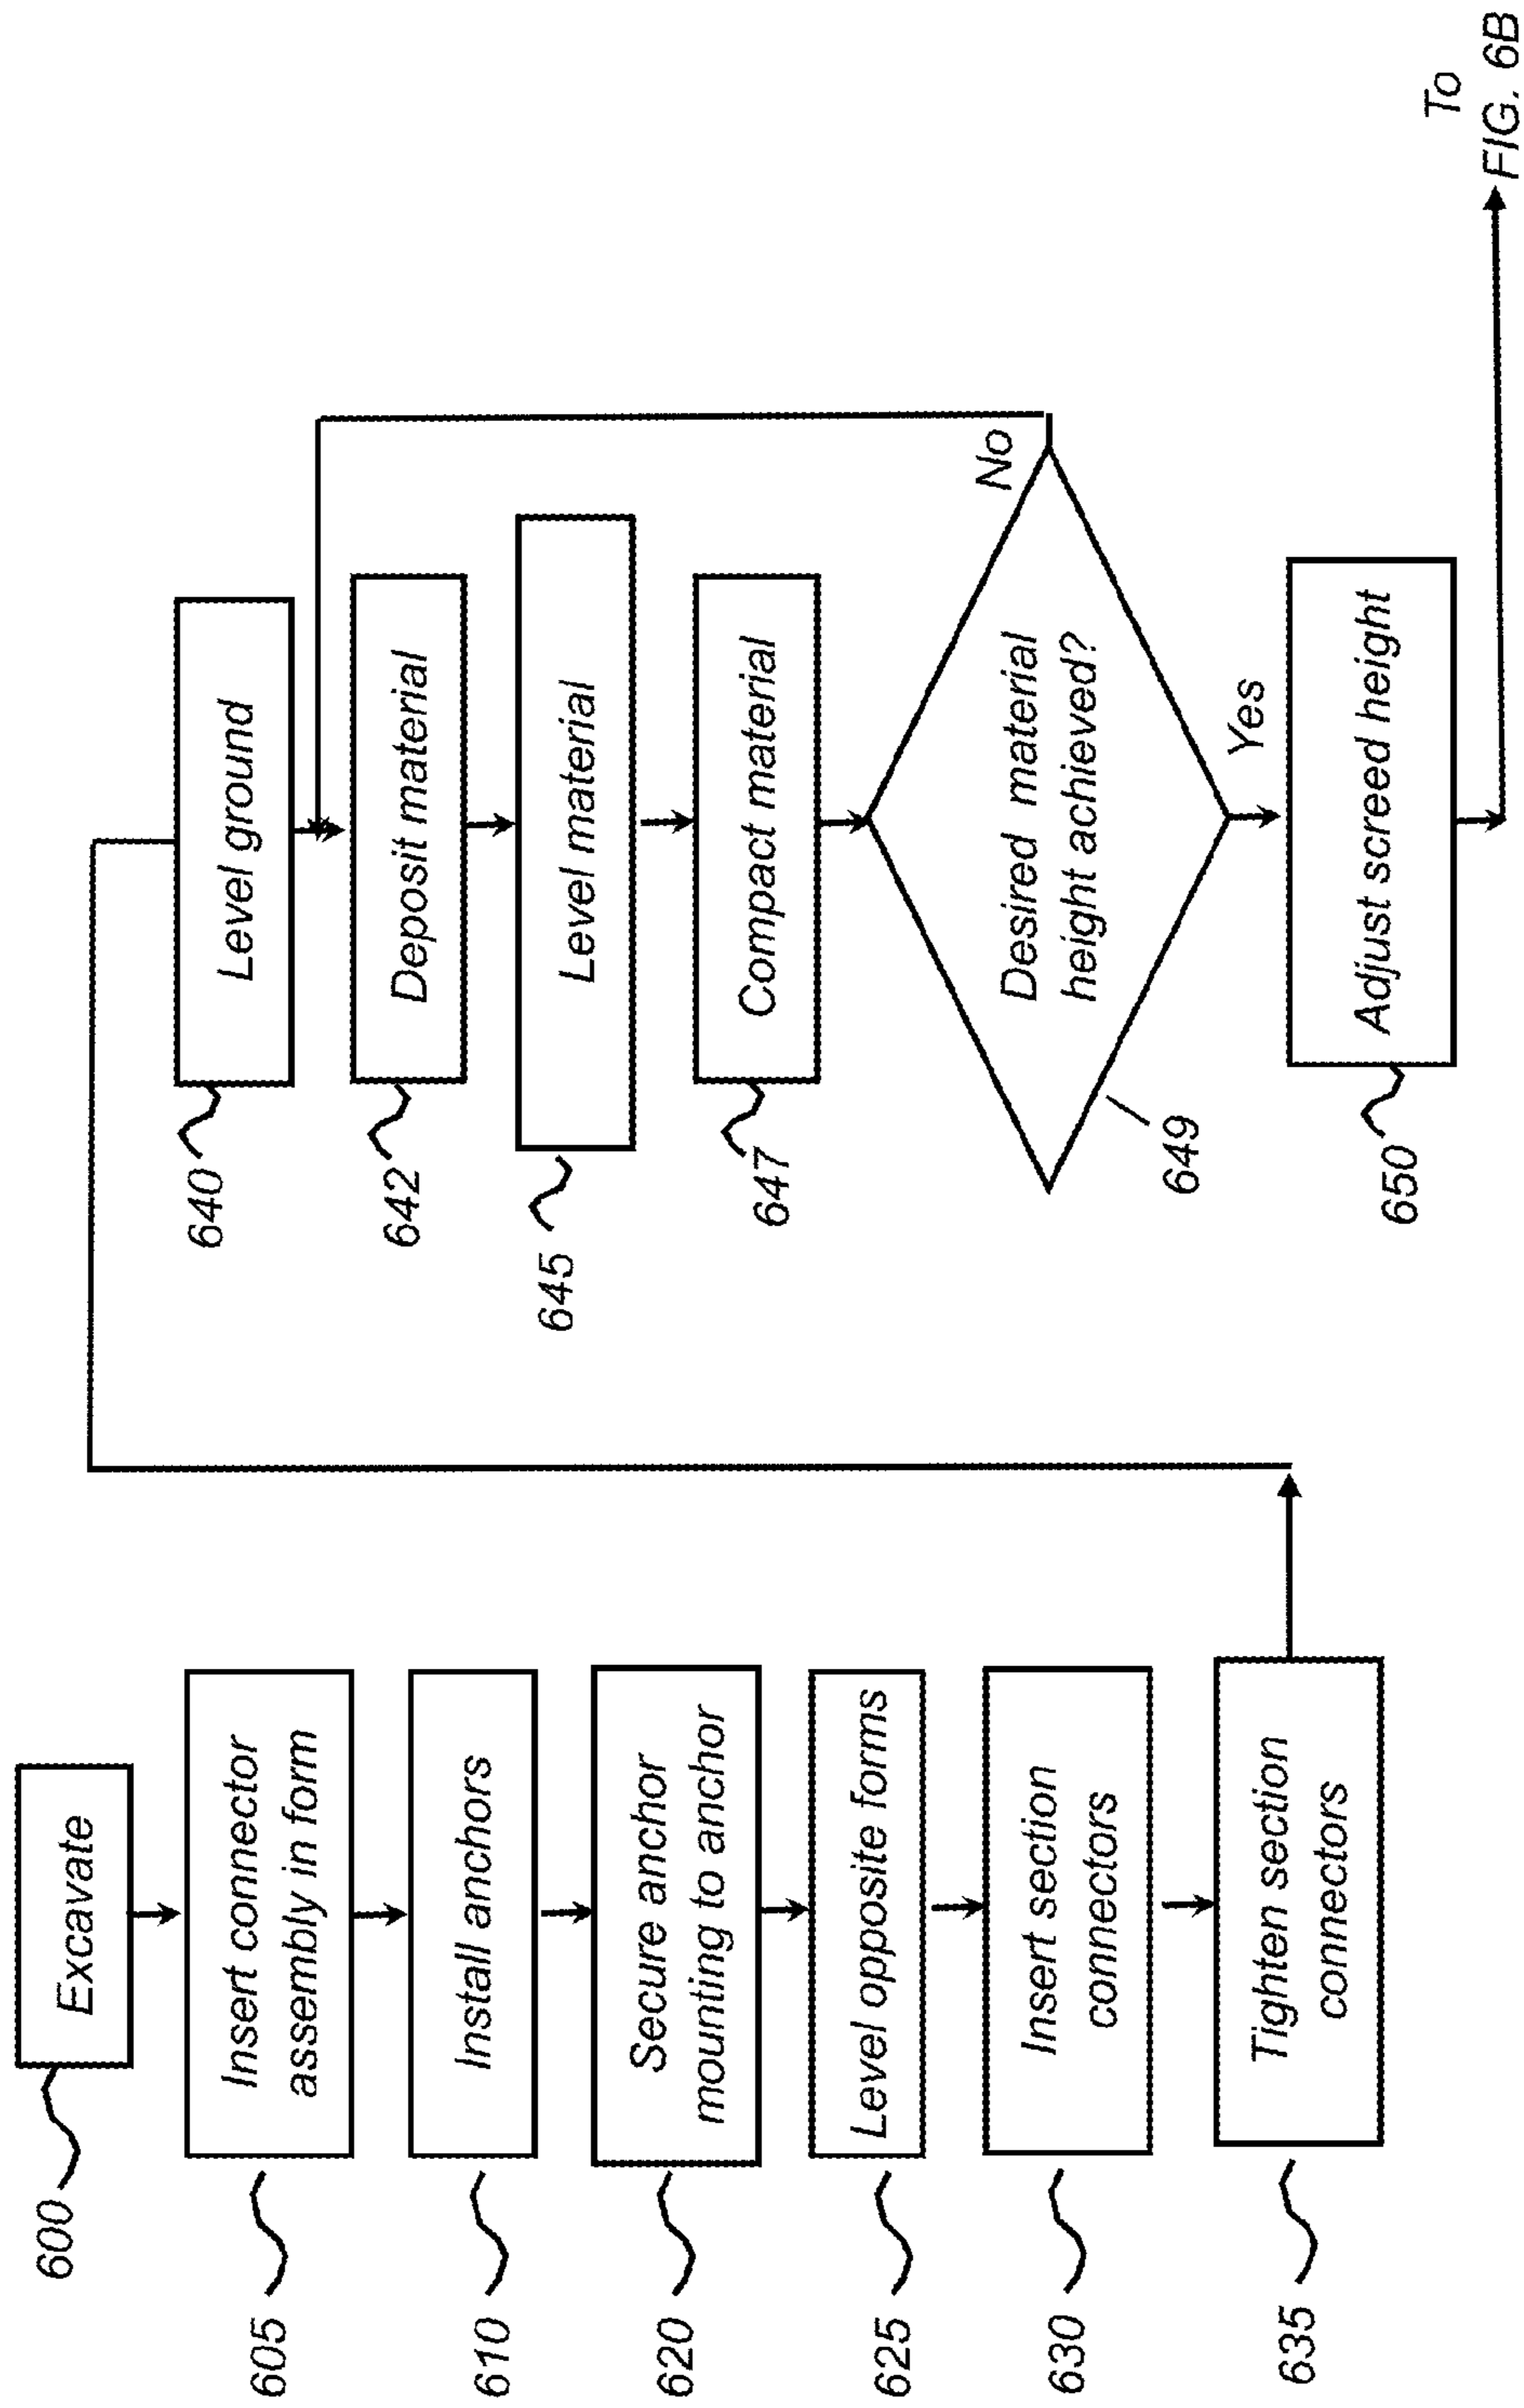 600
Excavate
605
Insert connector
assembly in form
610
Install anchors
620
Secure anchor
mounting to anchor
625
Level opposite forms
630
Insert section
connectors
635
Tighten section
connectors
640
Level ground
642
Deposit material
645
Level material
647
Compact material
Desired material
height achieved?
No
649
Yes
650
Adjust screed height
To
FIG. 6B